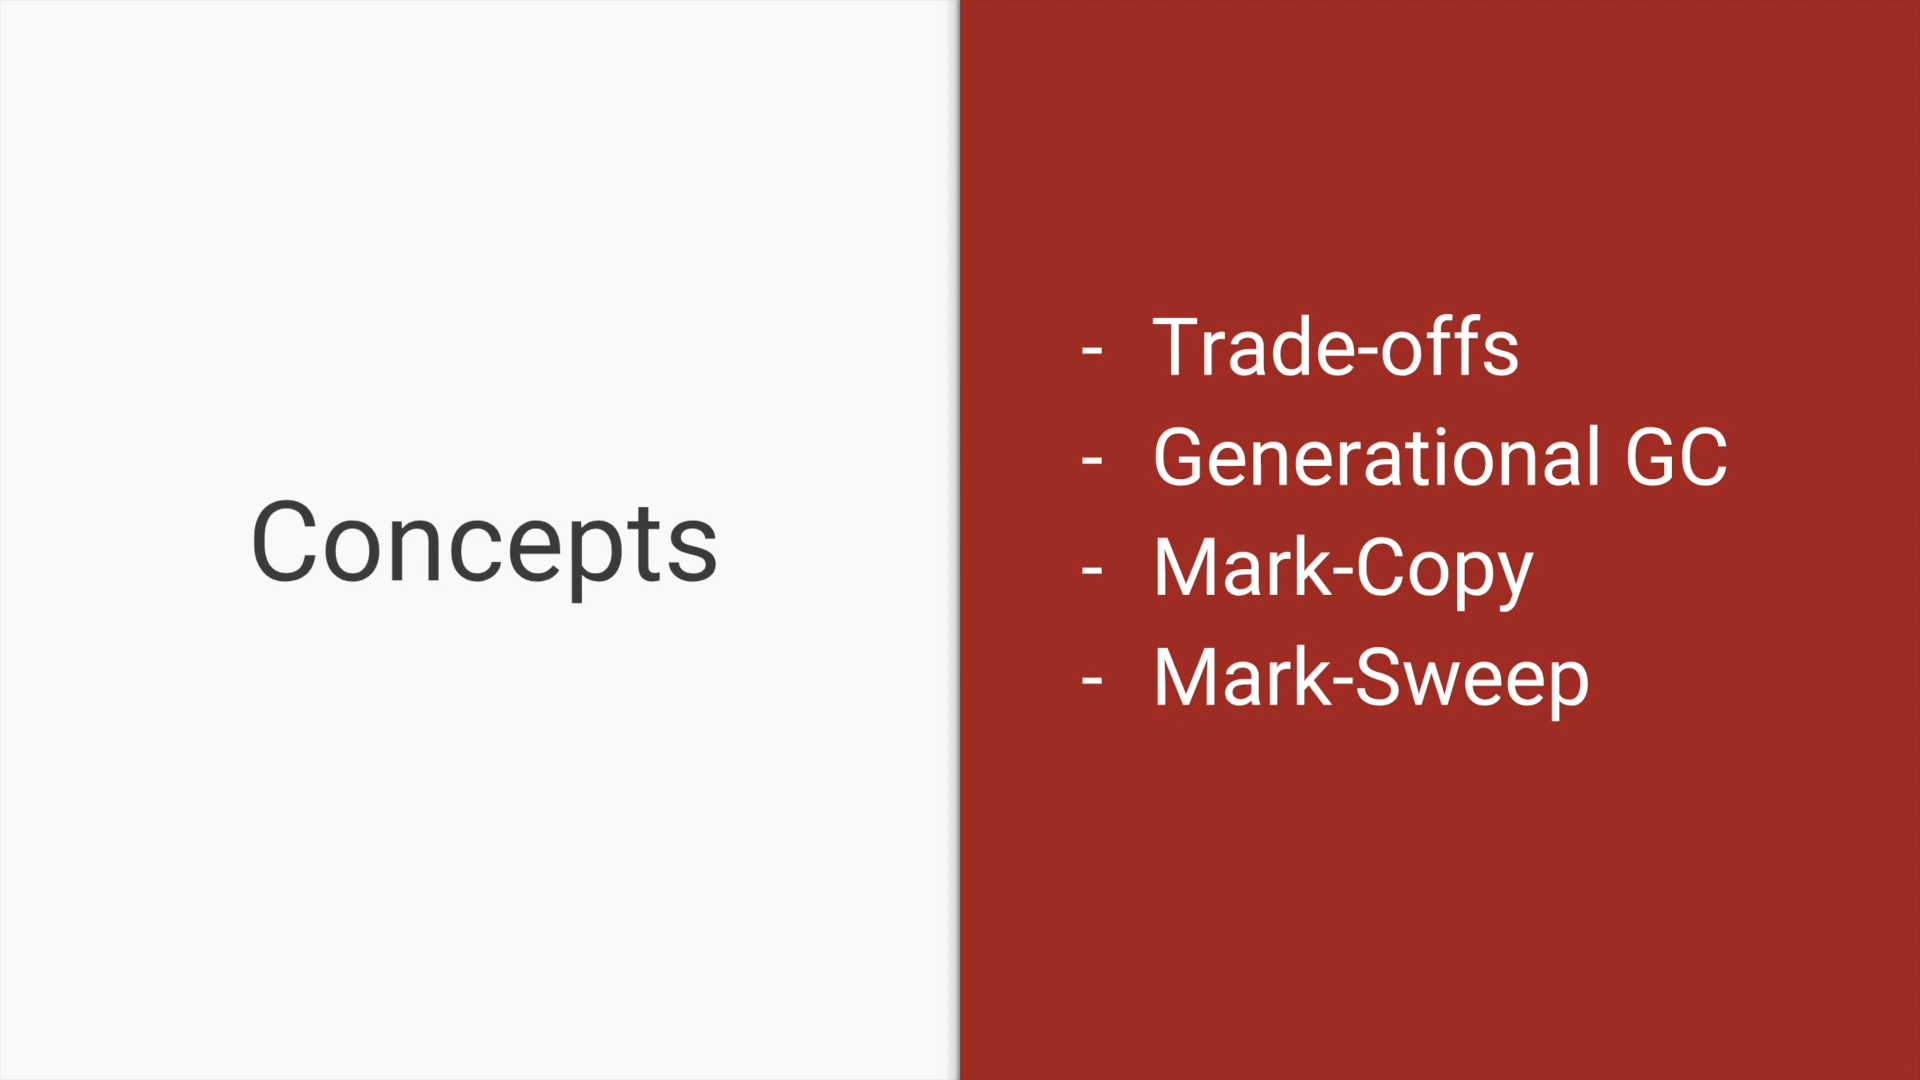 Concepts
- Trade-offs
- Generational GC
- Mark-Copy
- Mark-Sweep